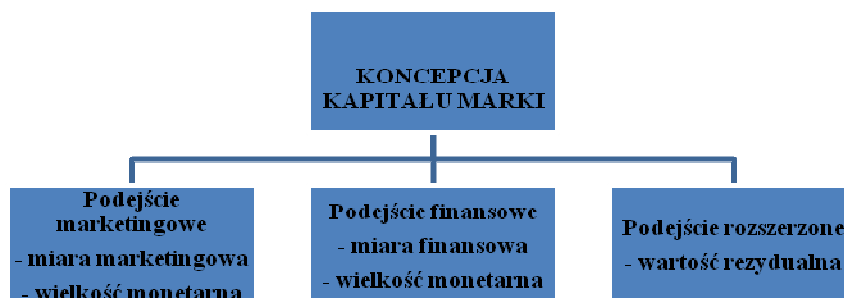 KONCEPCJA
KAPITAŁU MARKI
Podejście
marketingowe
- miara marketingowa
- wielkość monetarna
Podejście finansowe
- miara finansowa
- wielkość monetarna
Podejście rozszerzone
- wartość rezydualna